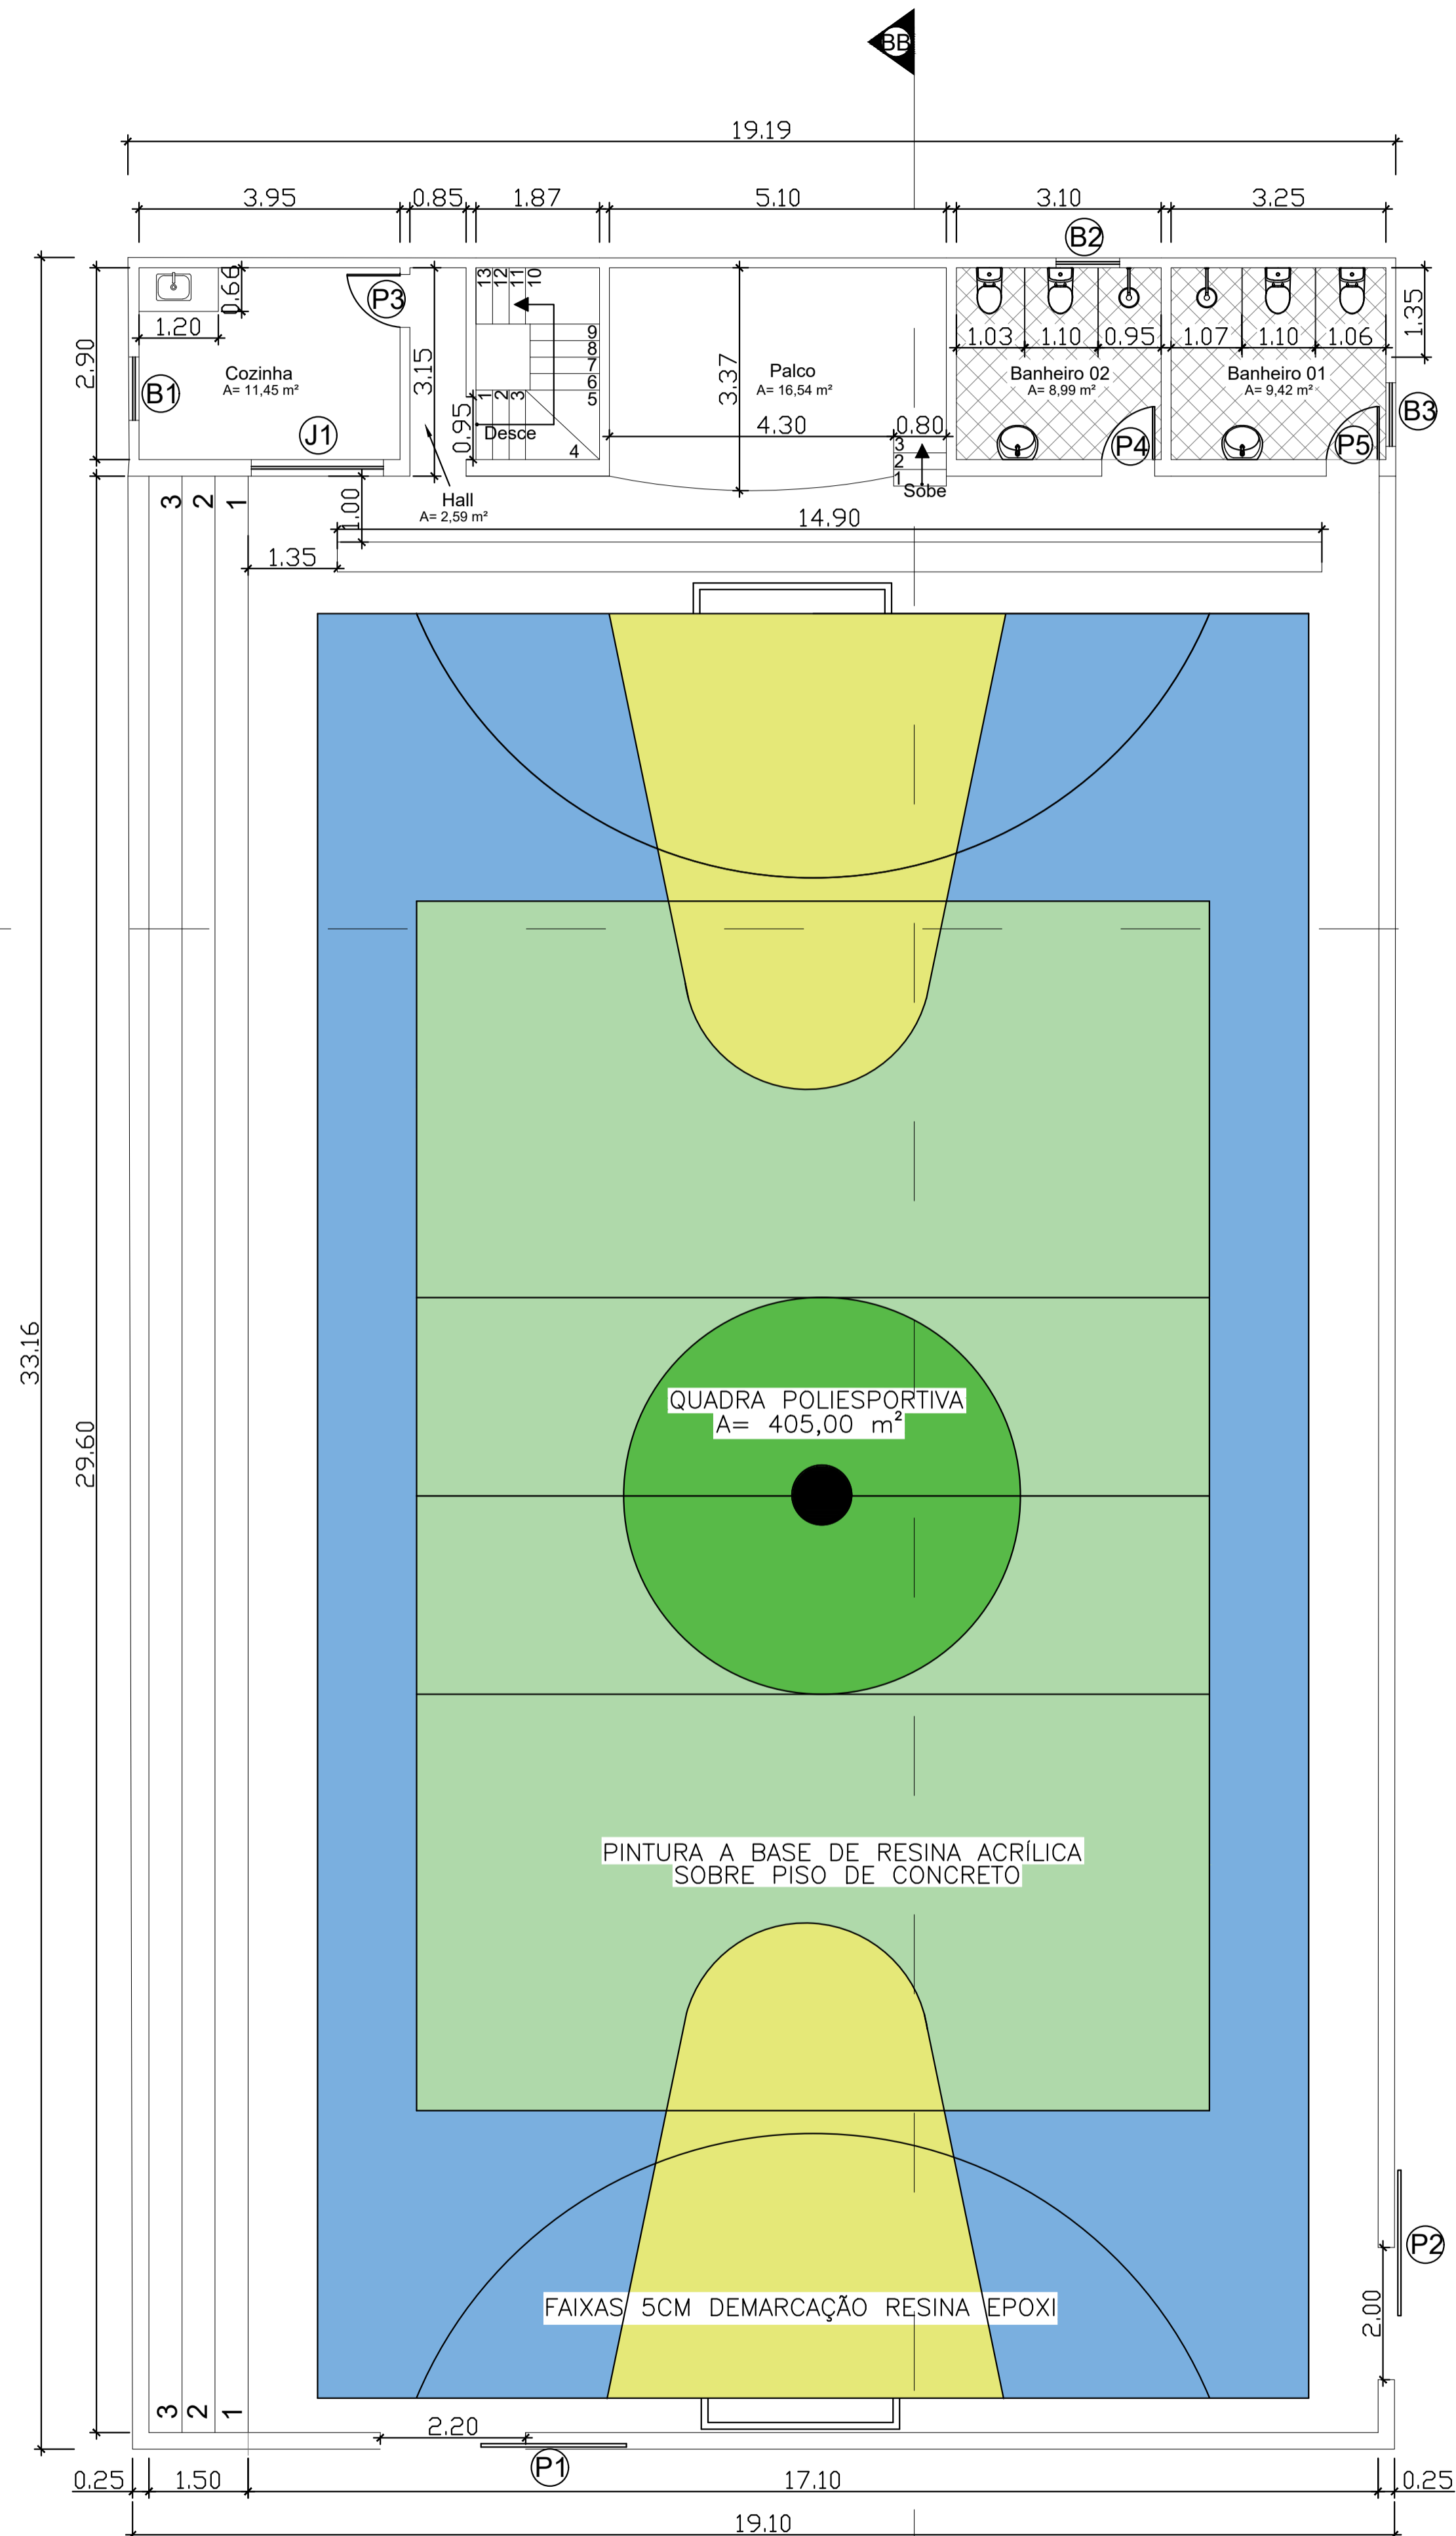 BB
19.19
3.95
0.85
1.87
5.10
3.10
3.25
B2
0.66
P3
13
12
11
10
1.20
9
8
7
6
5
1.03
1.10
0.95
1.07
1.10
1.06
1.35
2.90
Cozinha
A= 11,45 m²
3.15
3.37
Palco
A= 16,54 m²
Banheiro 02
A= 8,99 m²
Banheiro 01
A= 9,42 m²
B1
1
2
3
B3
J1
0.95
Desce
4
4.30
0.80
3
2
1
Sobe
P4
P5
3
2
1
1.00
Hall
A= 2,59 m²
14.90
1.35
33.16
29.60
QUADRA POLIESPORTIVA
A= 405,00 m²
PINTURA A BASE DE RESINA ACRÍLICA
SOBRE PISO DE CONCRETO
P2
2.00
FAIXAS 5CM DEMARCAÇÃO RESINA EPOXI
3
2
1
2.20
P1
0.25
1.50
17.10
0.25
19.10